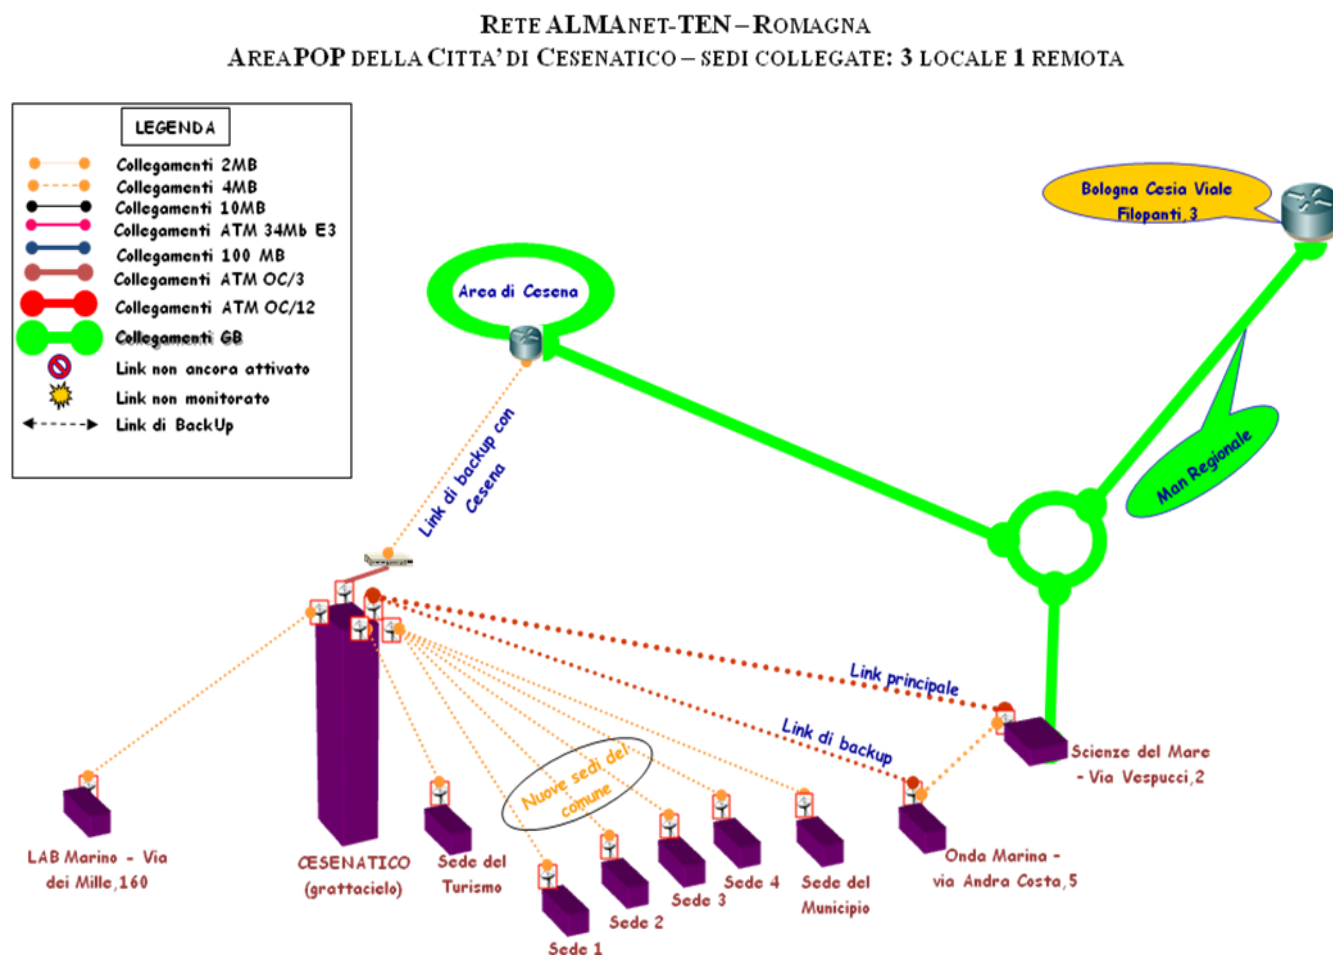 RETE ALMANET-TEN – ROMAGNA
AREA POP DELLA CITTA' DI CESENATICO – SEDI COLLEGATE: 3 LOCALE 1 REMOTA
LEGENDA
Collegamenti 2MB
Collegamenti 4MB
Collegamenti 10MB
Collegamenti ATM 34Mb E3
Collegamenti 100 MB
Collegamenti ATM OC/3
Collegamenti ATM OC/12
Collegamenti GB
Link non ancora attivato
Link non monitorato
Link di BackUp
Bologna Cesia Viale
Filopanti,3
Area di Cesena
Man Regionale
Link di backup con
Cesena
Link principale
Link di backup
Nuove sedi del
comune
Scienze del Mare
- Via Vespucci,2
LAB Marino - Via
dei Mille,160
CESENATICO
(grattacielo)
Sede del
Turismo
Sede 1
Sede 2
Sede 3
Sede 4
Sede del
Municipio
Onda Marina -
via Andra Costa,5